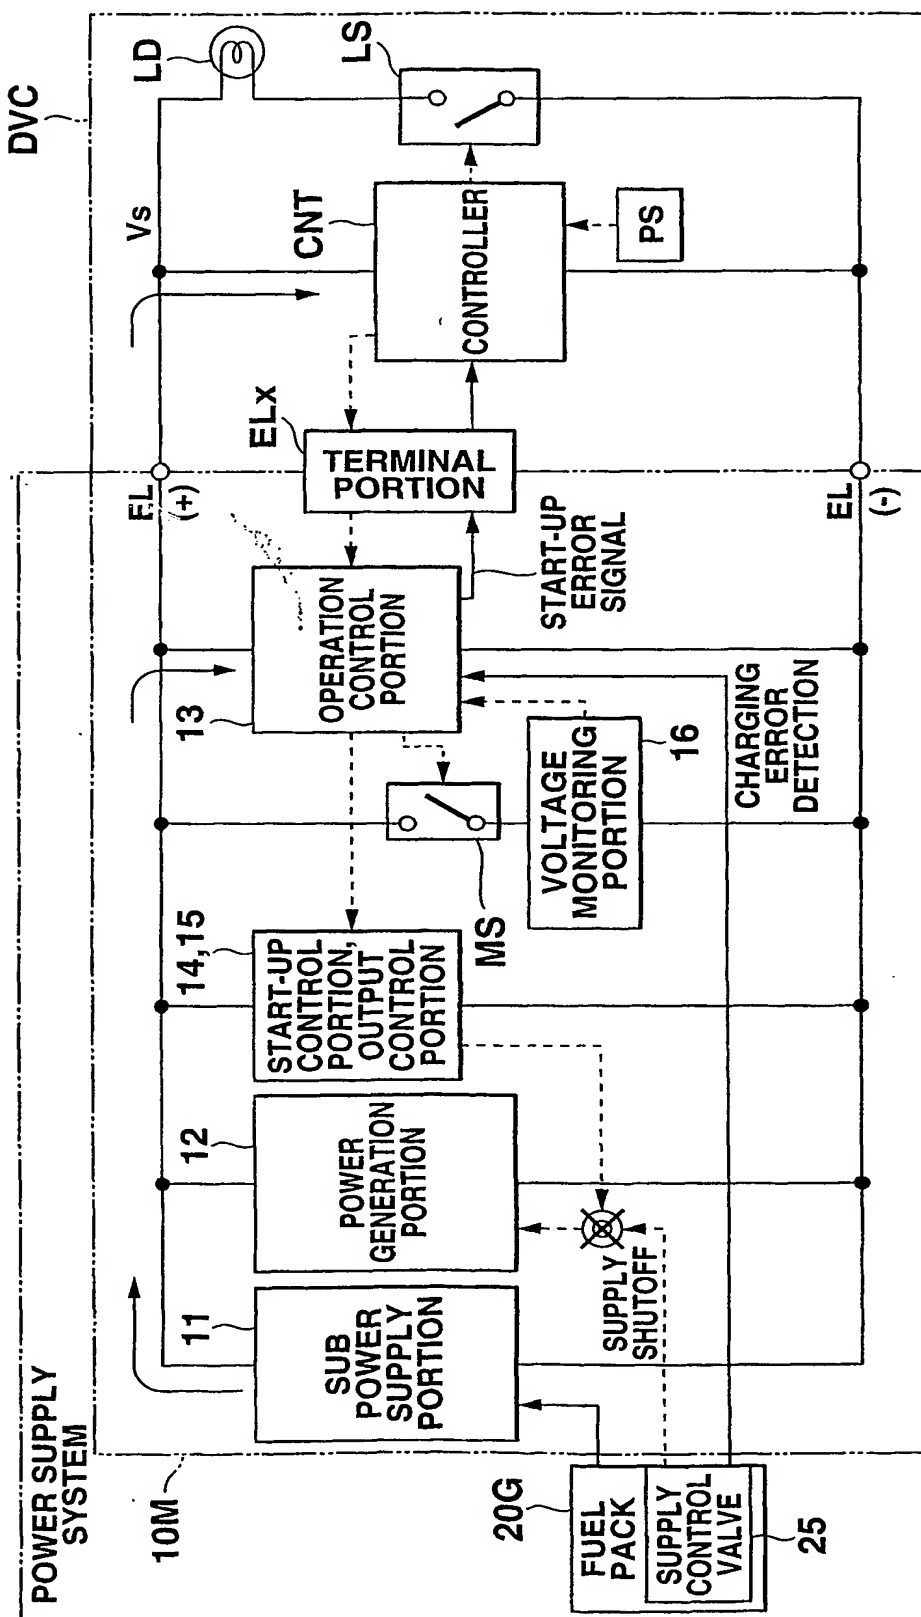 POWER SUPPLY
SYSTEM
DVC
10M
20G
FUEL
PACK
SUPPLY
CONTROL
VALVE
25
11
SUB
POWER
SUPPLY
PORTION
12
POWER
GENERATION
PORTION
SUPPLY
SHUTOFF
14,15
START-UP
CONTROL
PORTION,
OUTPUT
CONTROL
PORTION
MS
VOLTAGE
MONITORING
PORTION
16
13
OPERATION
CONTROL
PORTION
START-UP
ERROR
SIGNAL
CHARGING
ERROR
DETECTION
EL
(+)
ELx
TERMINAL
PORTION
EL
(-)
Vs
CNT
CONTROLLER
PS
LD
LS